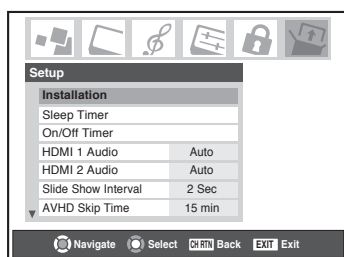 Setup
Installation
Sleep Timer
On/Off Timer
HDMI 1 Audio Auto
HDMI 2 Audio Auto
Slide Show Interval 2 Sec
AVHD Skip Time 15 min
Navigate Select CH RTN Back EXIT Exit